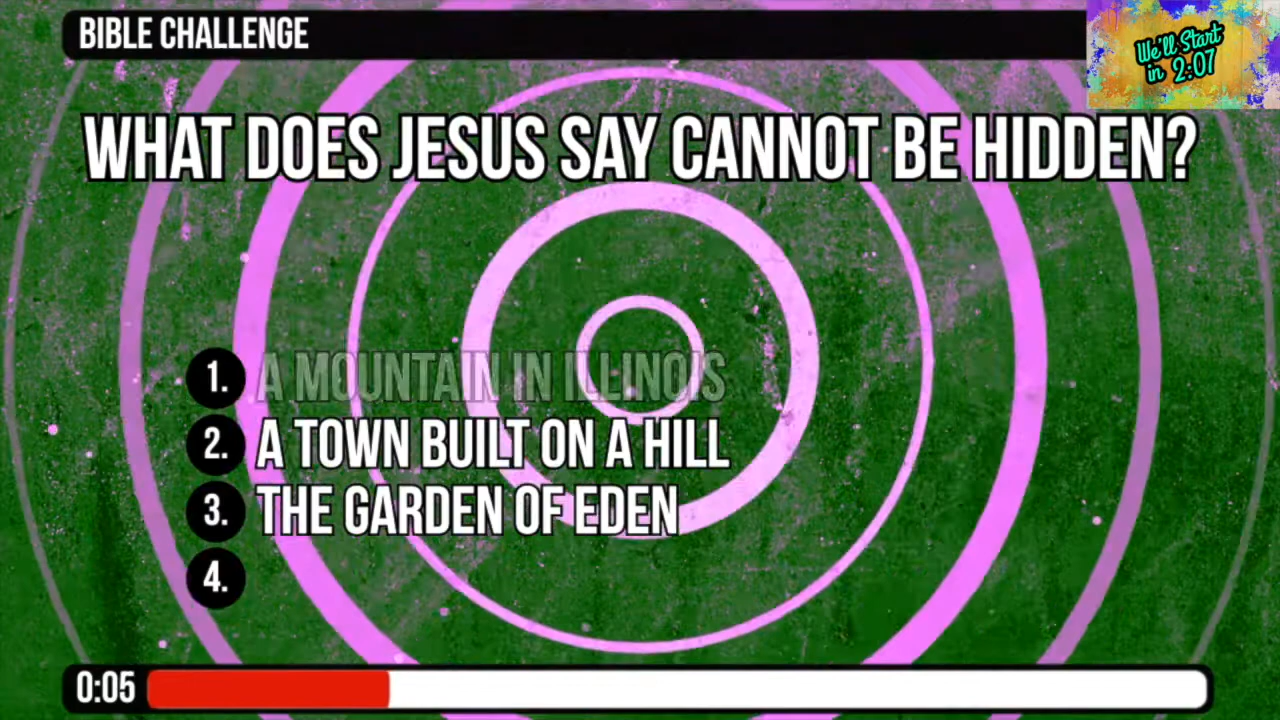 BIBLE CHALLENGE
We'll Start
in 2:07
WHAT DOES JESUS SAY CANNOT BE HIDDEN?
1. A MOUNTAIN IN ILLINOIS
2. A TOWN BUILT ON A HILL
3. THE GARDEN OF EDEN
4.
0:05